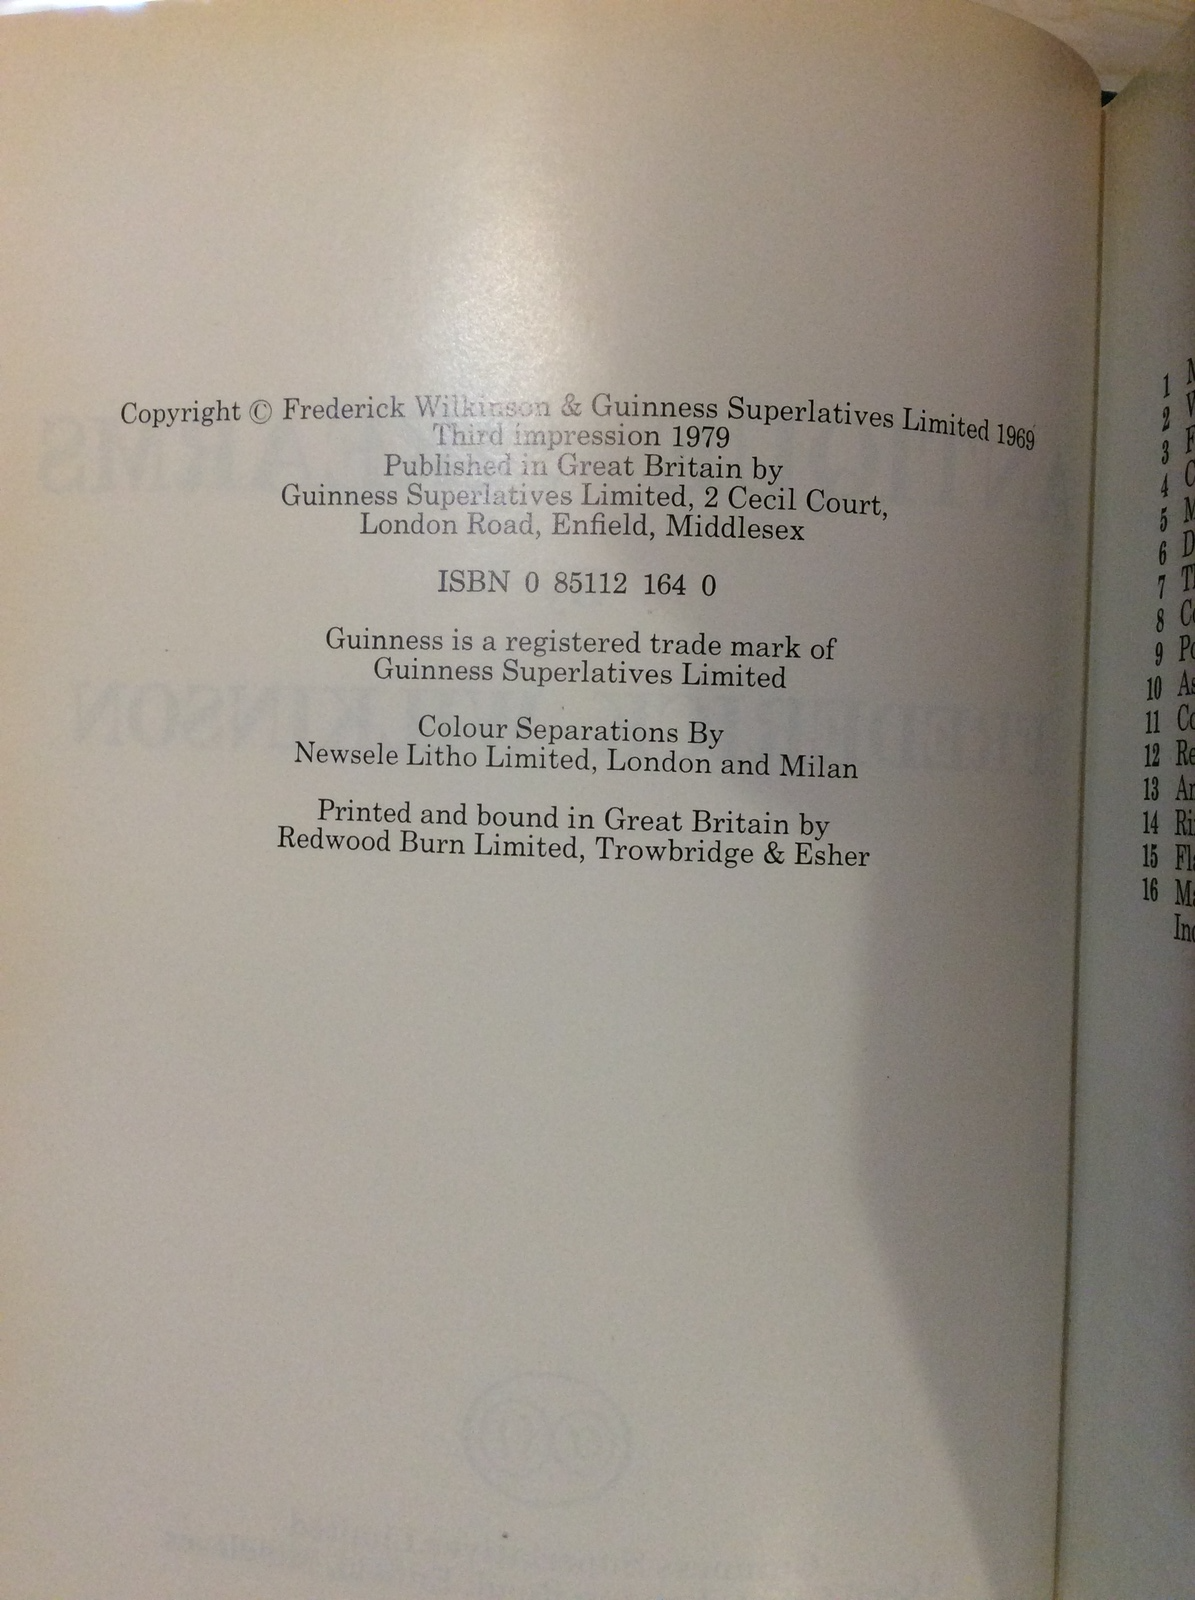 Copyright © Frederick Wilkinson & Guinness Superlatives Limited 1969
Third impression 1979
Published in Great Britain by
Guinness Superlatives Limited, 2 Cecil Court,
London Road, Enfield, Middlesex
ISBN 0 85112 164 0
Guinness is a registered trade mark of
Guinness Superlatives Limited
Colour Separations By
Newsele Litho Limited, London and Milan
Printed and bound in Great Britain by
Redwood Burn Limited, Trowbridge & Esher
1
2
3
4
5
6
7
8
9
10
11
12
13
14
15
16